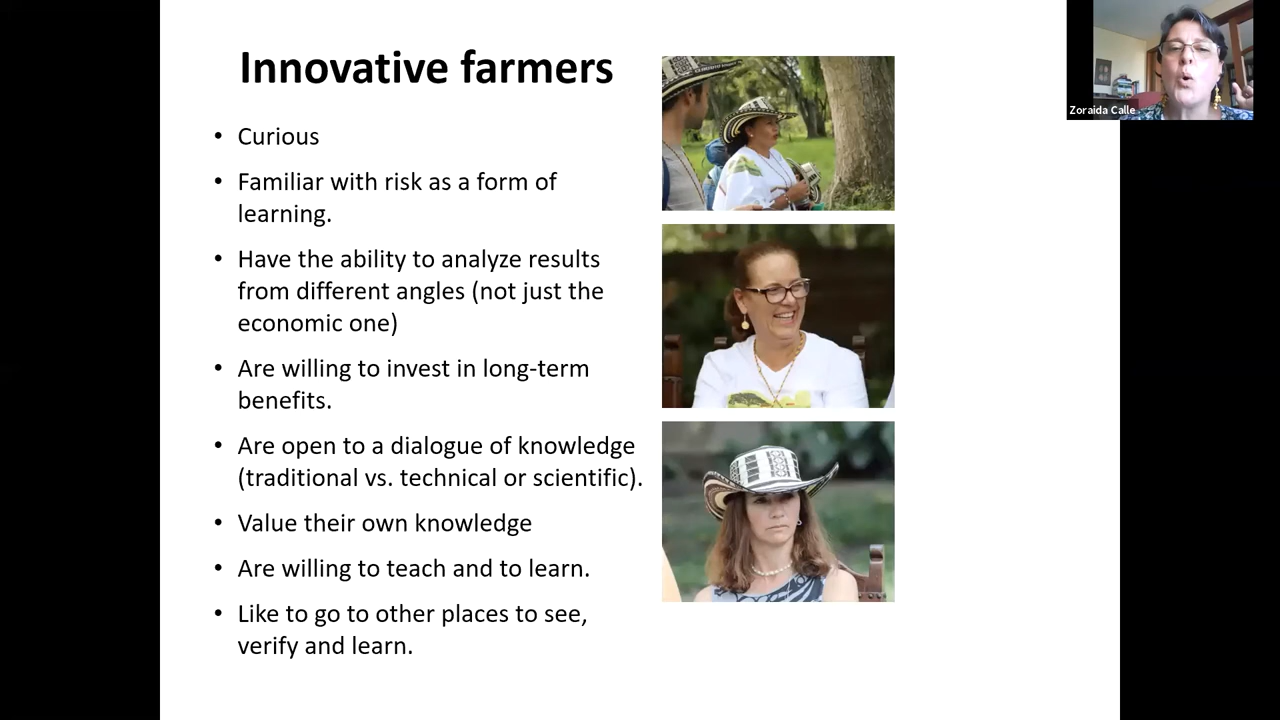 Innovative farmers
• Curious
• Familiar with risk as a form of
learning.
• Have the ability to analyze results
from different angles (not just the
economic one)
• Are willing to invest in long-term
benefits.
• Are open to a dialogue of knowledge
(traditional vs. technical or scientific).
• Value their own knowledge
• Are willing to teach and to learn.
• Like to go to other places to see,
verify and learn.
Zoraida Calle